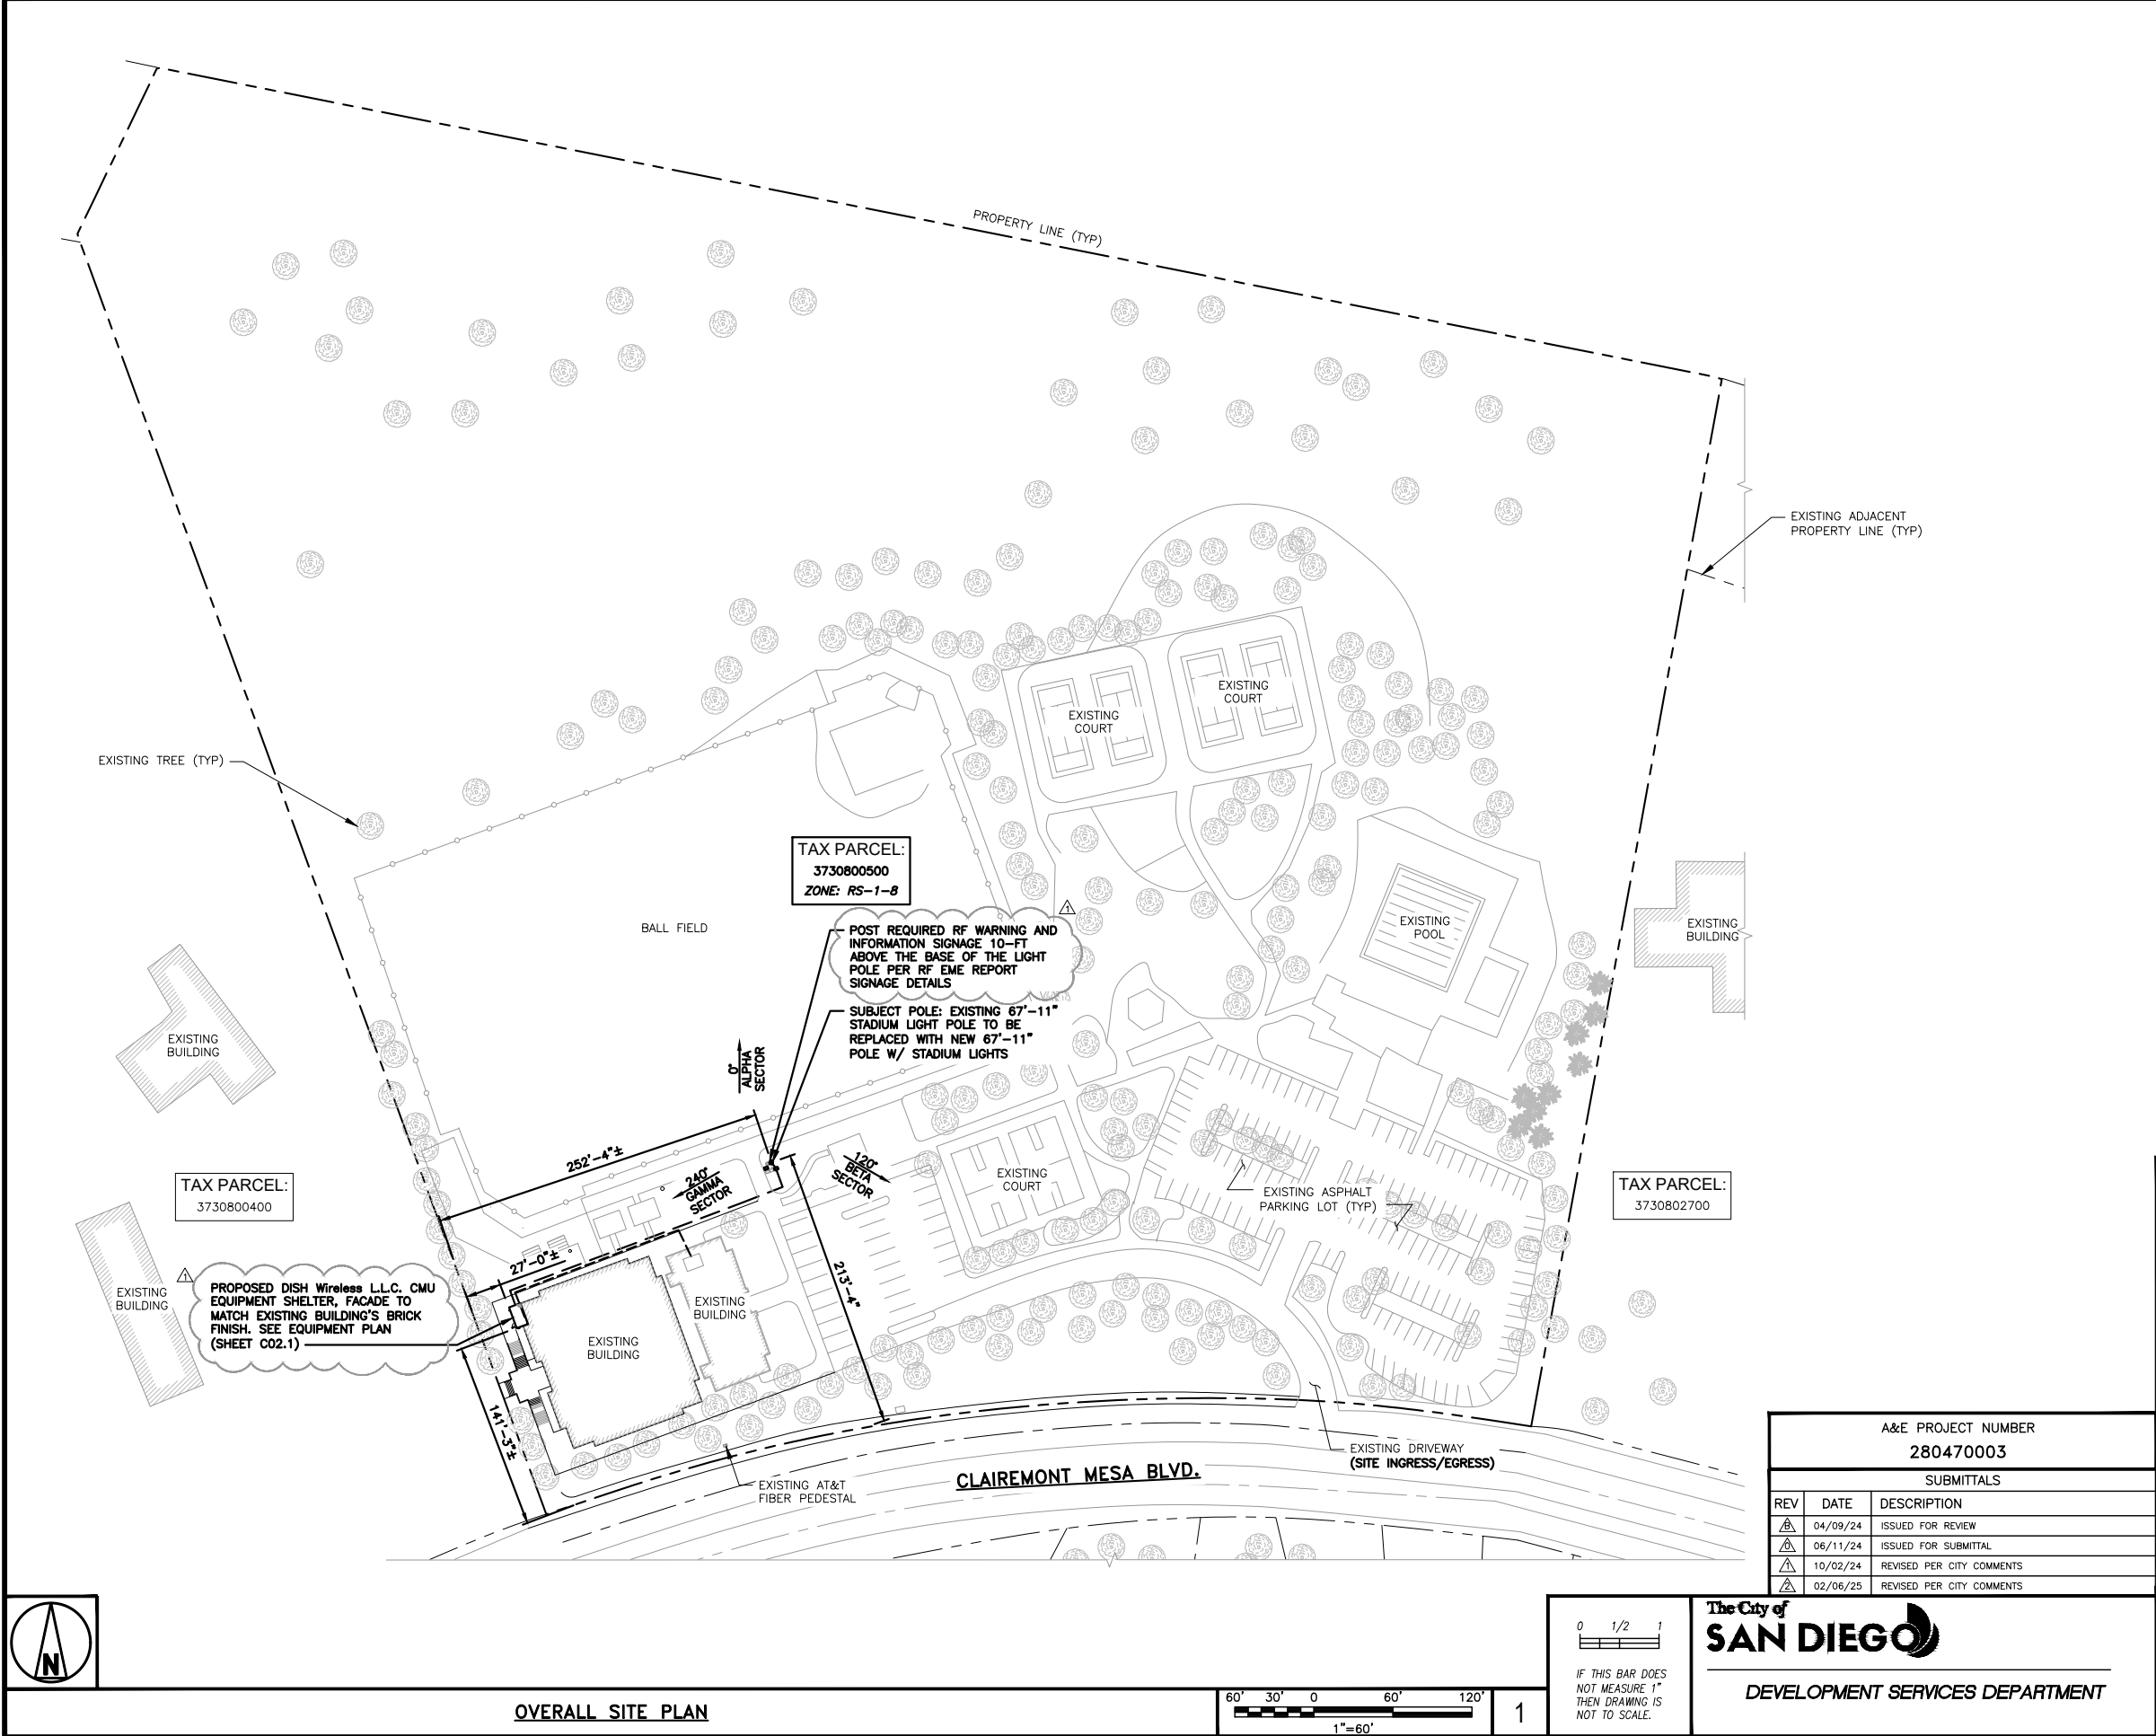 PROPERTY LINE (TYP)
EXISTING ADJACENT
PROPERTY LINE (TYP)
EXISTING
COURT
EXISTING
COURT
EXISTING TREE (TYP)
TAX PARCEL:
3730800500
ZONE: RS-1-8
BALL FIELD
1
POST REQUIRED RF WARNING AND
INFORMATION SIGNAGE 10-FT
ABOVE THE BASE OF THE LIGHT
POLE PER RF EME REPORT
SIGNAGE DETAILS
SUBJECT POLE: EXISTING 67'-11"
STADIUM LIGHT POLE TO BE
REPLACED WITH NEW 67'-11"
POLE W/ STADIUM LIGHTS
EXISTING
POOL
EXISTING
BUILDING
EXISTING
BUILDING
0°
ALPHA
SECTOR
252'-4"±
240°
GAMMA
SECTOR
120°
BETA
SECTOR
EXISTING
COURT
EXISTING ASPHALT
PARKING LOT (TYP)
TAX PARCEL:
3730800400
TAX PARCEL:
3730802700
27'-0"±
213'-4"
1
PROPOSED DISH Wireless L.L.C. CMU
EQUIPMENT SHELTER, FACADE TO
MATCH EXISTING BUILDING'S BRICK
FINISH. SEE EQUIPMENT PLAN
(SHEET C02.1)
EXISTING
BUILDING
EXISTING
BUILDING
EXISTING
BUILDING
141'-3"±
EXISTING AT&T
FIBER PEDESTAL
CLAIREMONT MESA BLVD.
EXISTING DRIVEWAY
(SITE INGRESS/EGRESS)
A&E PROJECT NUMBER
280470003
SUBMITTALS
REV DATE DESCRIPTION
B 04/09/24 ISSUED FOR REVIEW
0 06/11/24 ISSUED FOR SUBMITTAL
1 10/02/24 REVISED PER CITY COMMENTS
2 02/06/25 REVISED PER CITY COMMENTS
N
OVERALL SITE PLAN
60' 30' 0 60' 120'
1"=60'
1
0 1/2 1
IF THIS BAR DOES
NOT MEASURE 1"
THEN DRAWING IS
NOT TO SCALE.
The City of
SAN DIEGO
DEVELOPMENT SERVICES DEPARTMENT